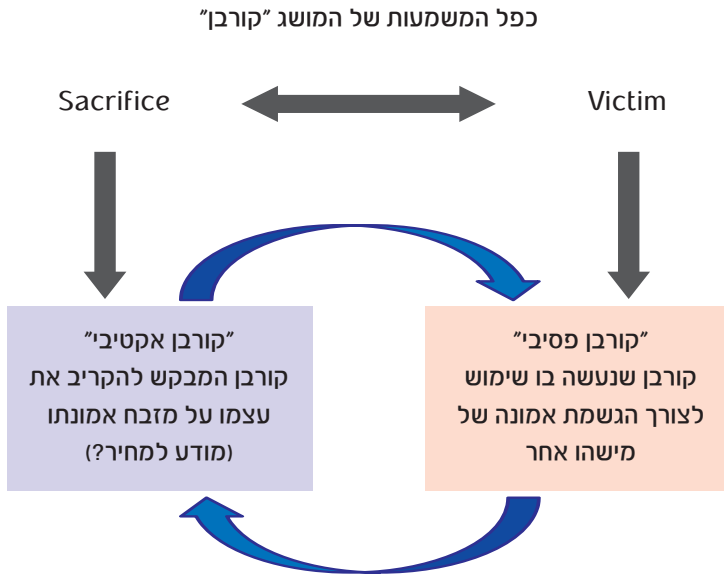 כפל המשמעות של המושג ״קורבן״
Sacrifice
Victim
״קורבן אקטיבי״
קורבן המבקש להקריב את
עצמו על מזבח אמונתו
(מודע למחיר?)
״קורבן פסיבי״
קורבן שנעשה בו שימוש
לצורך הגשמת אמונה של
מישהו אחר